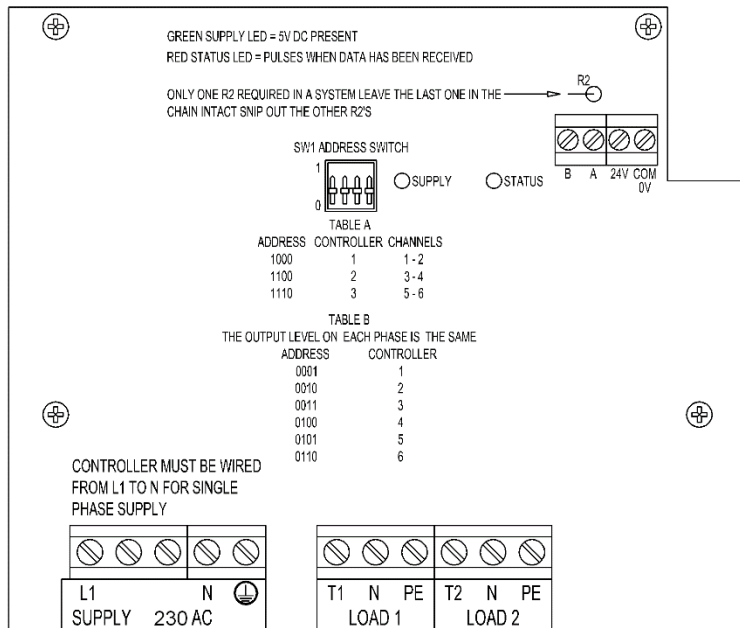 GREEN SUPPLY LED = 5V DC PRESENT
RED STATUS LED = PULSES WHEN DATA HAS BEEN RECEIVED
ONLY ONE R2 REQUIRED IN A SYSTEM LEAVE THE LAST ONE IN THE
CHAIN INTACT SNIP OUT THE OTHER R2'S
R2
B A 24V COM
0V
SW1 ADDRESS SWITCH
1
0
SUPPLY
STATUS
TABLE A
ADDRESS CONTROLLER CHANNELS
1000 1 1-2
1100 2 3-4
1110 3 5-6
TABLE B
THE OUTPUT LEVEL ON EACH PHASE IS THE SAME
ADDRESS CONTROLLER
0001 1
0010 2
0011 3
0100 4
0101 5
0110 6
CONTROLLER MUST BE WIRED
FROM L1 TO N FOR SINGLE
PHASE SUPPLY
L1 N
SUPPLY 230 AC
T1 N PE T2 N PE
LOAD 1 LOAD 2